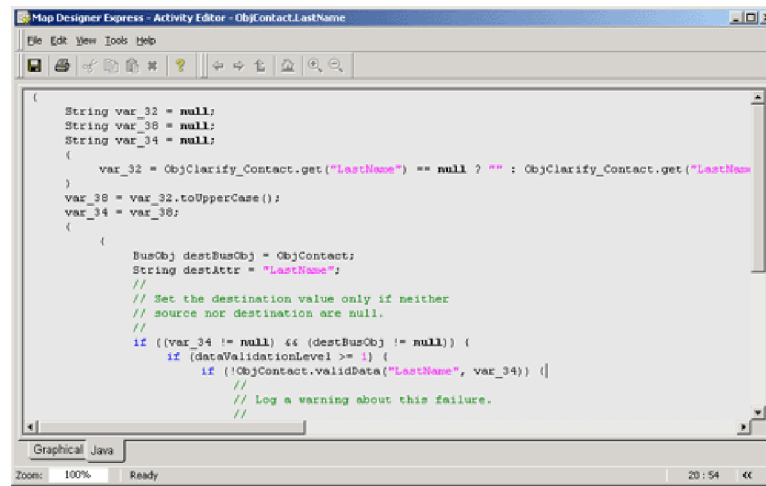 Map Designer Express - Activity Editor - ObjContact.LastName
File Edit View Tools Help
{
String var_32 = null;
String var_38 = null;
String var_34 = null;
{
var_32 = ObjClarify_Contact.get("LastName") == null ? "" : ObjClarify_Contact.get("LastNam
}
var_38 = var_32.toUpperCase();
var_34 = var_38;
{
{
BusObj destBusObj = ObjContact;
String destAttr = "LastName";
//
// Set the destination value only if neither
// source nor destination are null.
//
if ((var_34 != null) && (destBusObj != null)) {
if (dataValidationLevel >= 1) {
if (!ObjContact.validData("LastName", var_34)) {
//
// Log a warning about this failure.
//
Graphical Java
Zoom: 100% Ready 20 : 54 «